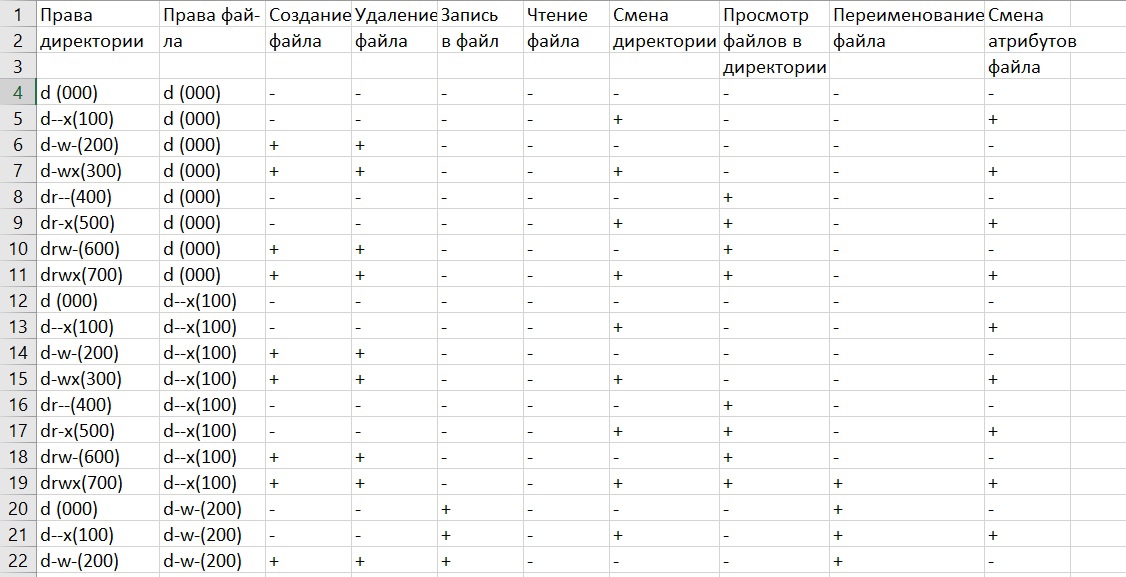 1 Права Права фай- Создание Удаление Запись Чтение Смена Просмотр Переименование Смена
2 директории ла файла файла в файл файла директории файлов в файла атрибутов
3 директории файла
4 d (000) d (000) - - - - - - - -
5 d--x(100) d (000) - - - - + - - +
6 d-w-(200) d (000) + + - - - - - -
7 d-wx(300) d (000) + + - - + - - +
8 dr--(400) d (000) - - - - - + - -
9 dr-x(500) d (000) - - - - + + - +
10 drw-(600) d (000) + + - - - + - -
11 drwx(700) d (000) + + - - + + - +
12 d (000) d--x(100) - - - - - - - -
13 d--x(100) d--x(100) - - - - + - - +
14 d-w-(200) d--x(100) + + - - - - - -
15 d-wx(300) d--x(100) + + - - + - - +
16 dr--(400) d--x(100) - - - - - + - -
17 dr-x(500) d--x(100) - - - - + + - +
18 drw-(600) d--x(100) + + - - - + - -
19 drwx(700) d--x(100) + + - - + + + +
20 d (000) d-w-(200) - - + - - - + -
21 d--x(100) d-w-(200) - - + - + - + +
22 d-w-(200) d-w-(200) + + + - - - + -